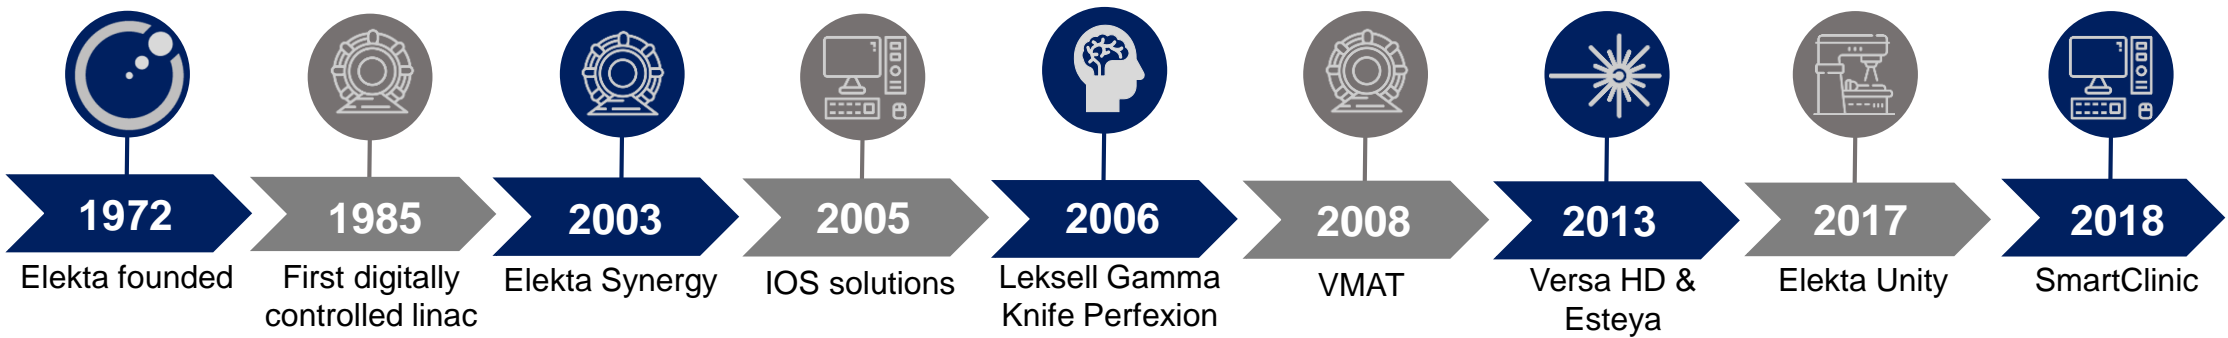 1972
Elekta founded
1985
First digitally
controlled linac
2003
Elekta Synergy
2005
IOS solutions
2006
Leksell Gamma
Knife Perfexion
2008
VMAT
2013
Versa HD &
Esteya
2017
Elekta Unity
2018
SmartClinic